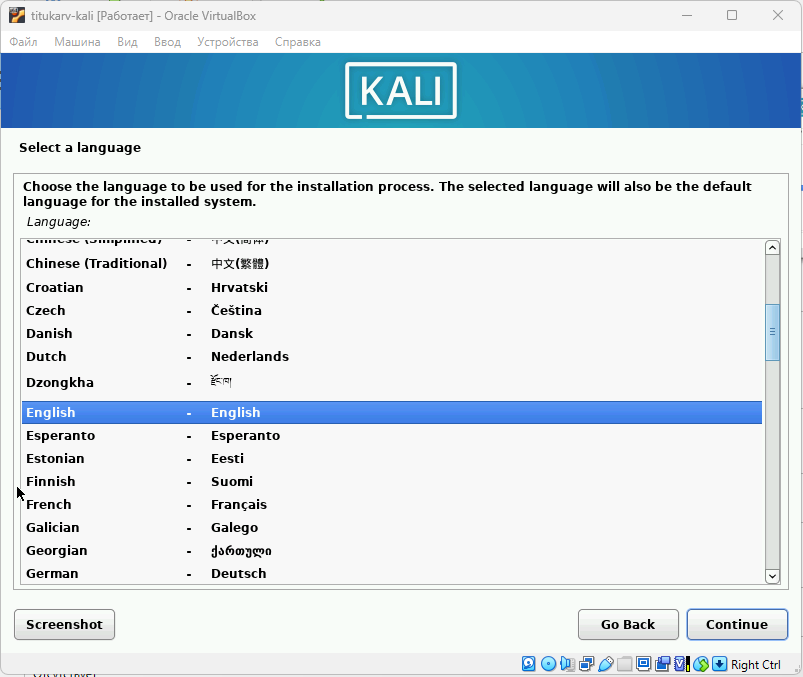 titukarv-kali [Работает] - Oracle VirtualBox
Файл Машина Вид Ввод Устройства Справка
KALI
Select a language
Choose the language to be used for the installation process. The selected language will also be the default
language for the installed system.
Language:
Chinese (Simplified) - 中文(简体)
Chinese (Traditional) - 中文(繁體)
Croatian - Hrvatski
Czech - Čeština
Danish - Dansk
Dutch - Nederlands
Dzongkha - རྫོང་ཁ།
English - English
Esperanto - Esperanto
Estonian - Eesti
Finnish - Suomi
French - Français
Galician - Galego
Georgian - ქართული
German - Deutsch
Screenshot Go Back Continue
Right Ctrl